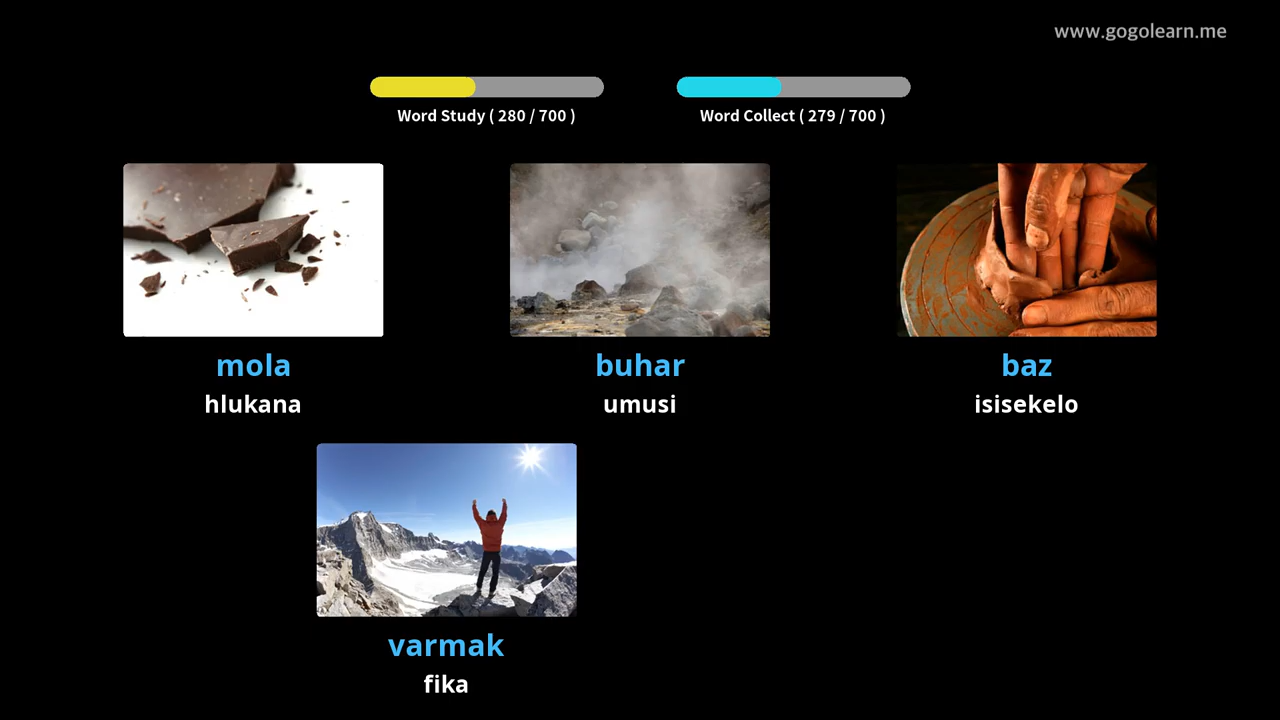 www.gogolearn.me
Word Study ( 280 / 700 )
Word Collect ( 279 / 700 )
mola
hlukana
buhar
umusi
baz
isisekelo
varmak
fika